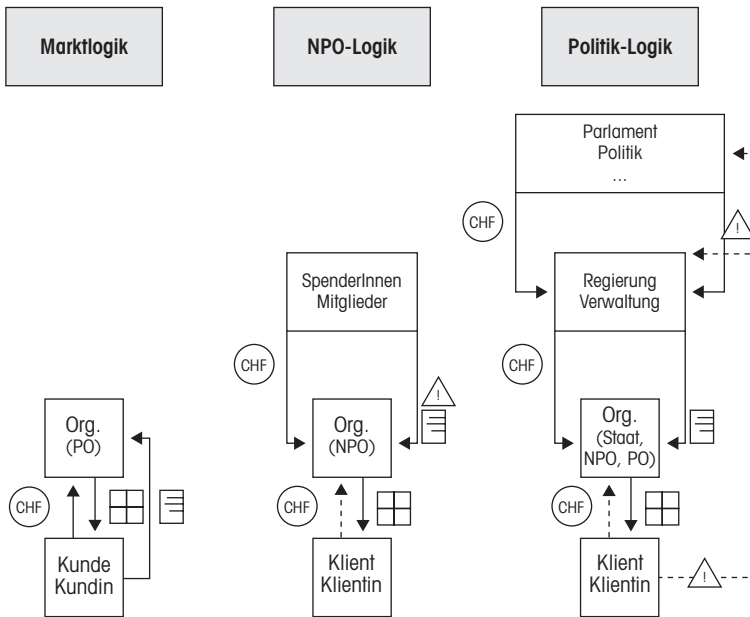 Marktlogik
NPO-Logik
Politik-Logik
Parlament
Politik
...
CHF
!
SpenderInnen
Mitglieder
Regierung
Verwaltung
CHF
CHF
!
Org.
(PO)
Org.
(NPO)
Org.
(Staat,
NPO, PO)
CHF
CHF
CHF
Kunde
Kundin
Klient
Klientin
Klient
Klientin
!